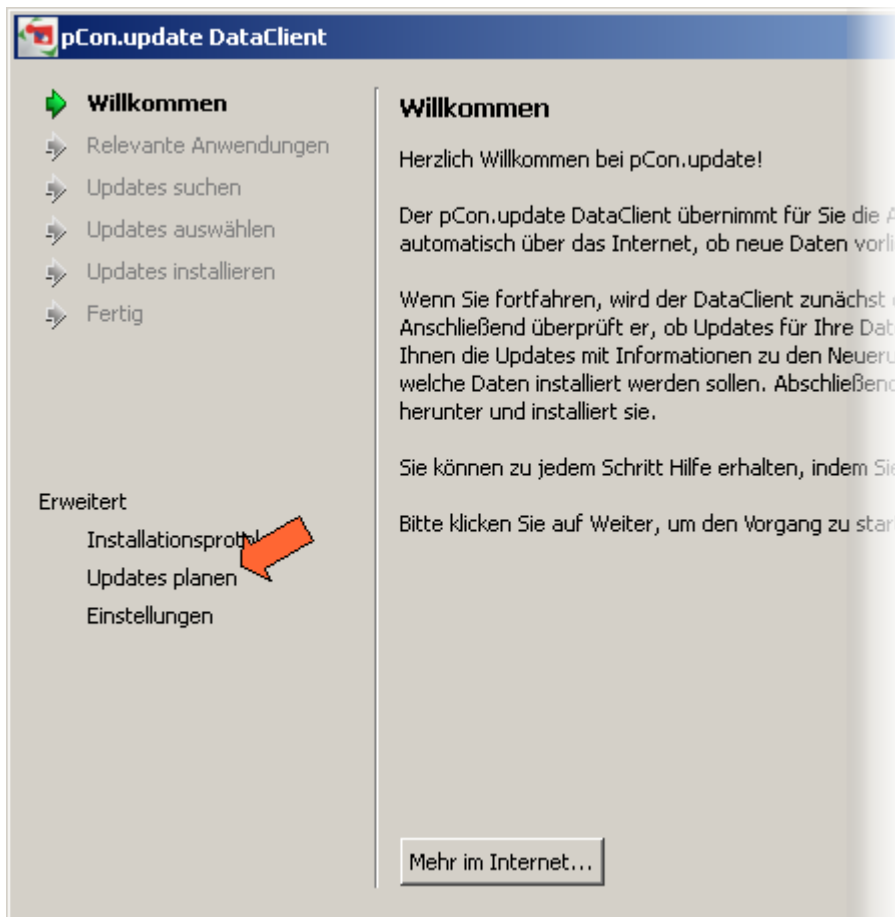 pCon.update DataClient
Willkommen
Relevante Anwendungen
Updates suchen
Updates auswählen
Updates installieren
Fertig
Erweitert
Updates planen
Einstellungen
Willkommen
Herzlich Willkommen bei pCon.update!
Der pCon.update DataClient übernimmt für Sie die
automatisch über das Internet, ob neue Daten
Wenn Sie fortfahren, wird der DataClient zunächst
Anschließend überprüft er, ob Updates für Ihre
Ihnen die Updates mit Informationen zu den
welche Daten installiert werden sollen.
herunter und installiert sie.
Sie können zu jedem Schritt Hilfe erhalten, indem
Bitte klicken Sie auf Weiter, um den Vorgang zu
Mehr im Internet...